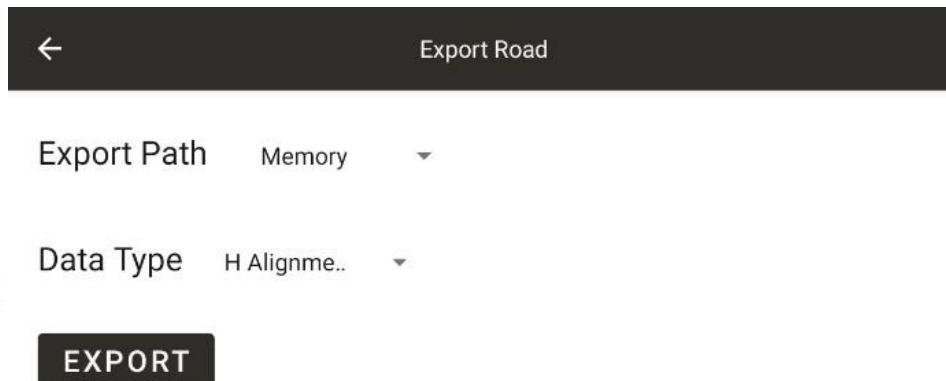 Export Road
Export Path Memory
Data Type H Alignme..
EXPORT